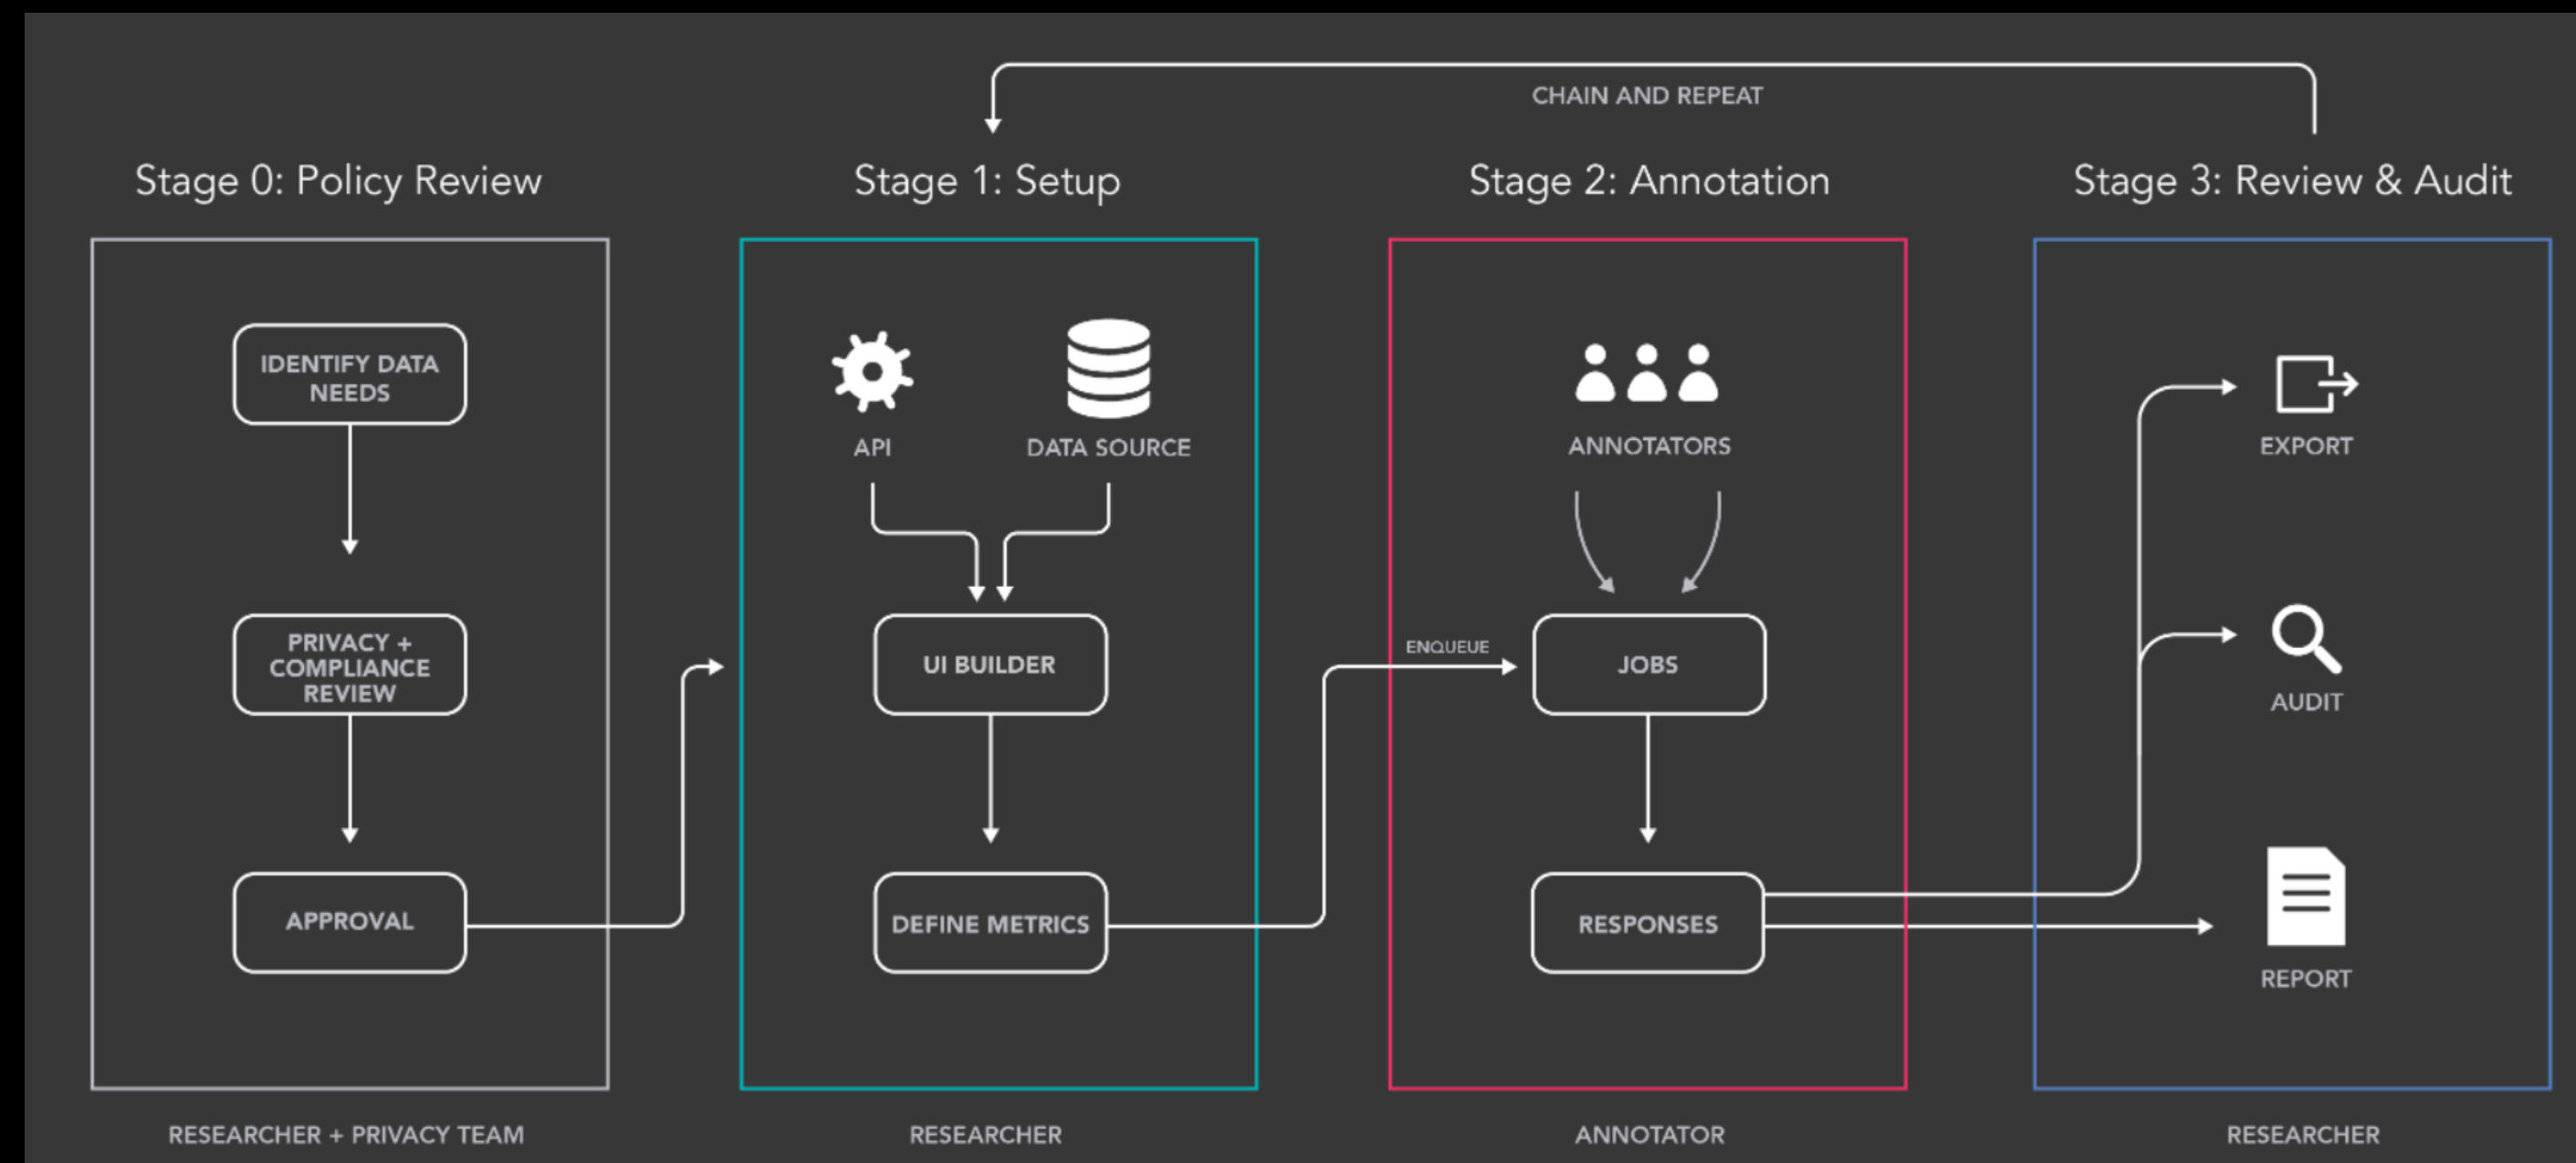 CHAIN AND REPEAT
Stage 0: Policy Review
Stage 1: Setup
Stage 2: Annotation
Stage 3: Review & Audit
IDENTIFY DATA
NEEDS
PRIVACY +
COMPLIANCE
REVIEW
APPROVAL
RESEARCHER + PRIVACY TEAM
API
DATA SOURCE
UI BUILDER
DEFINE METRICS
RESEARCHER
ANNOTATORS
ENQUEUE
JOBS
RESPONSES
ANNOTATOR
EXPORT
AUDIT
REPORT
RESEARCHER